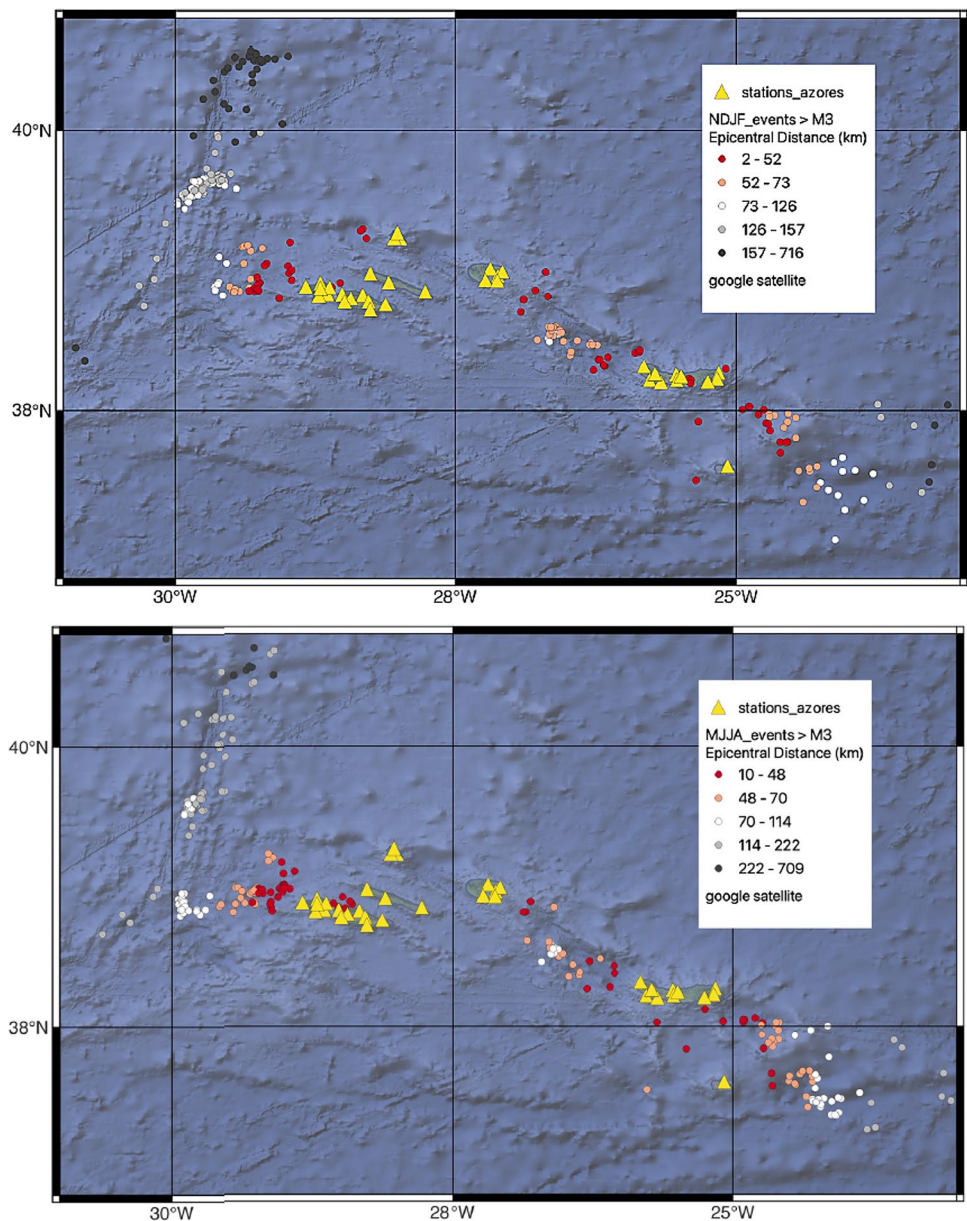 stations_azores
NDJF_events > M3
Epicentral Distance (km)
2 - 52
52 - 73
73 - 126
126 - 157
157 - 716
google satellite
40°N
38°N
30°W
28°W
25°W
stations_azores
MJJA_events > M3
Epicentral Distance (km)
10 - 48
48 - 70
70 - 114
114 - 222
222 - 709
google satellite
40°N
38°N
30°W
28°W
25°W